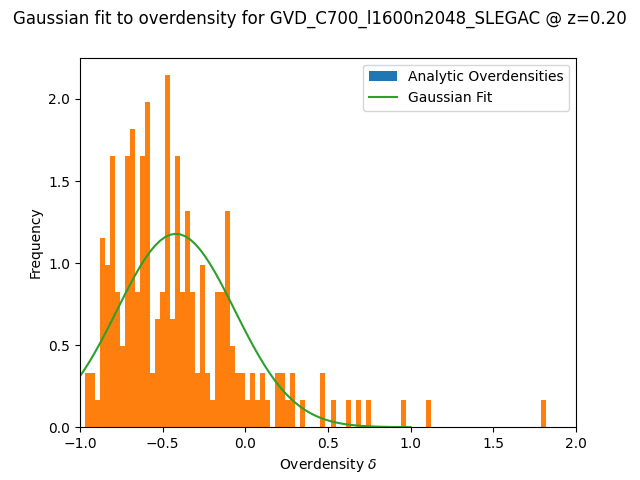 Gaussian fit to overdensity for GVD_C700_l1600n2048_SLEGAC @ z=0.20
Analytic Overdensities
Gaussian Fit
Frequency
2.0
1.5
1.0
0.5
0.0
−1.0 −0.5 0.0 0.5 1.0 1.5 2.0
Overdensity δ